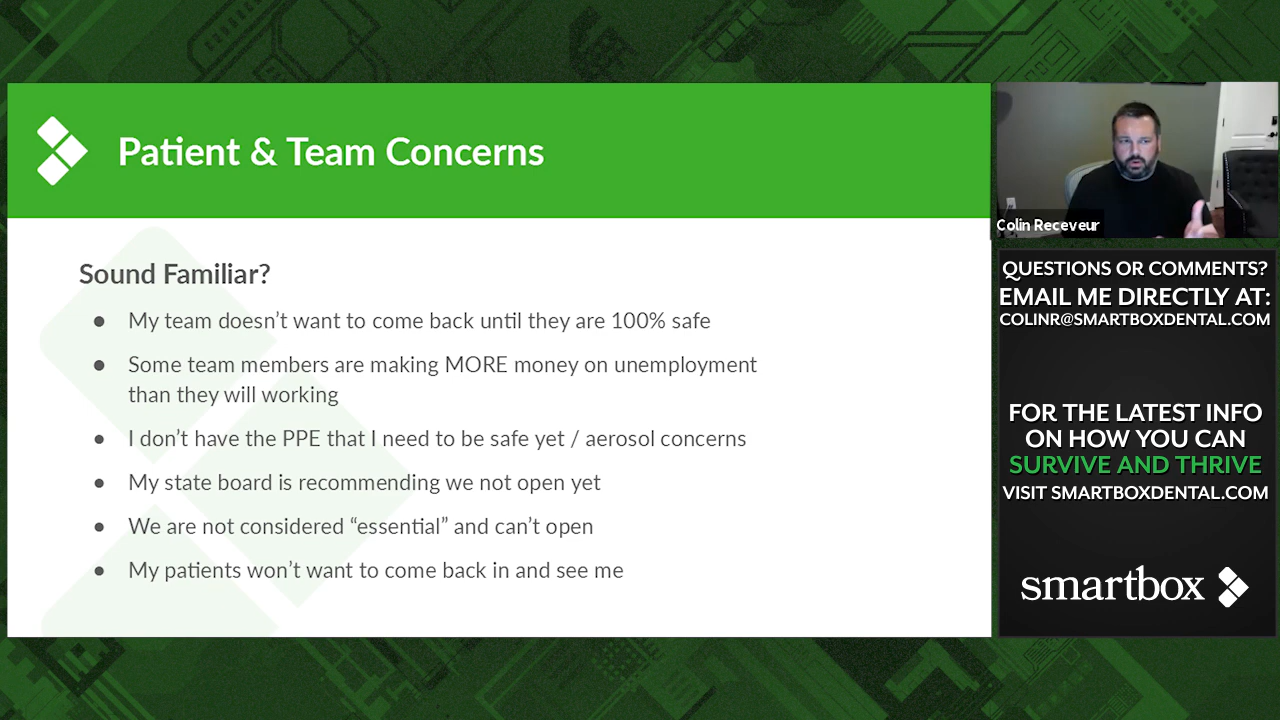 Patient & Team Concerns
Sound Familiar?
● My team doesn’t want to come back until they are 100% safe
● Some team members are making MORE money on unemployment
than they will working
● I don’t have the PPE that I need to be safe yet / aerosol concerns
● My state board is recommending we not open yet
● We are not considered “essential” and can’t open
● My patients won’t want to come back in and see me
Colin Receveur
QUESTIONS OR COMMENTS?
EMAIL ME DIRECTLY AT:
COLINR@SMARTBOXDENTAL.COM
FOR THE LATEST INFO
ON HOW YOU CAN
SURVIVE AND THRIVE
VISIT SMARTBOXDENTAL.COM
smartbox